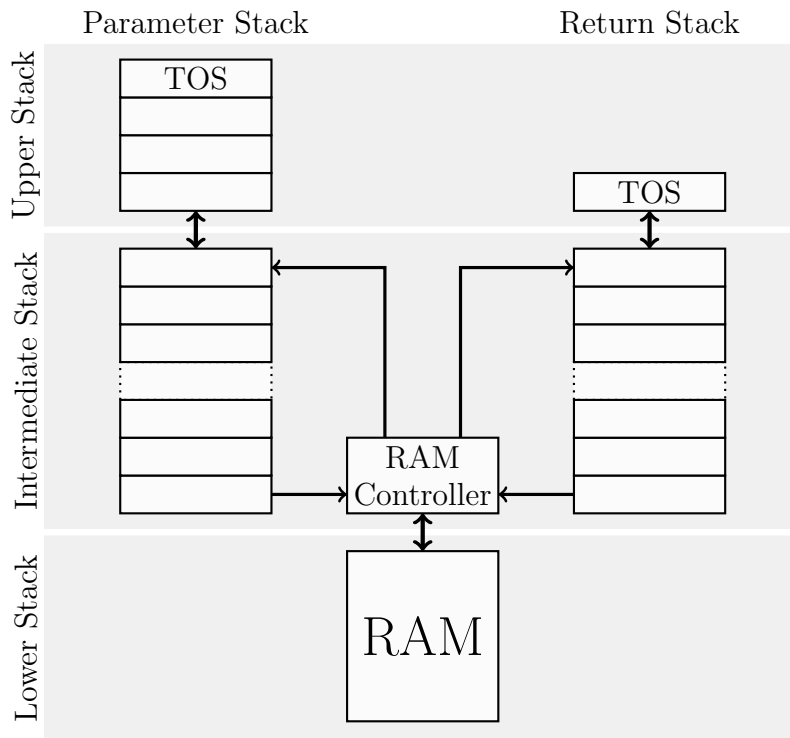 Parameter Stack
Return Stack
Upper Stack
TOS
TOS
Intermediate Stack
RAM
Controller
Lower Stack
RAM